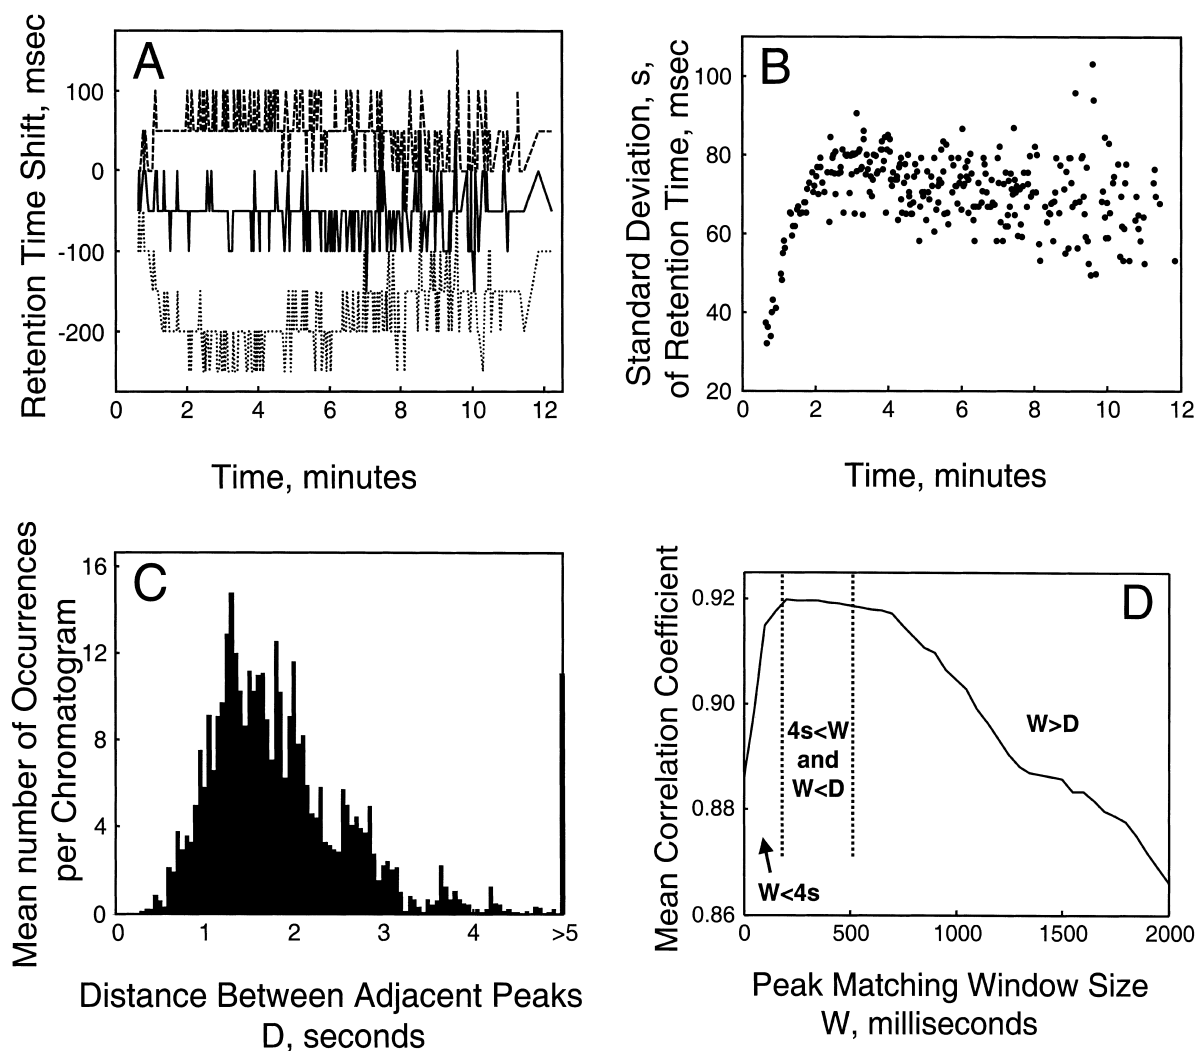 A
Retention Time Shift, msec
100
0
-100
-200
0 2 4 6 8 10 12
Time, minutes
B
Standard Deviation, s,
of Retention Time, msec
100
80
60
40
20
0 2 4 6 8 10 12
Time, minutes
C
Mean number of Occurrences
per Chromatogram
16
12
8
4
0
0 1 2 3 4 >5
Distance Between Adjacent Peaks
D, seconds
D
Mean Correlation Coefficient
0.92
0.90
0.88
0.86
4s<W
and
W<D
W>D
W<4s
0 500 1000 1500 2000
Peak Matching Window Size
W, milliseconds